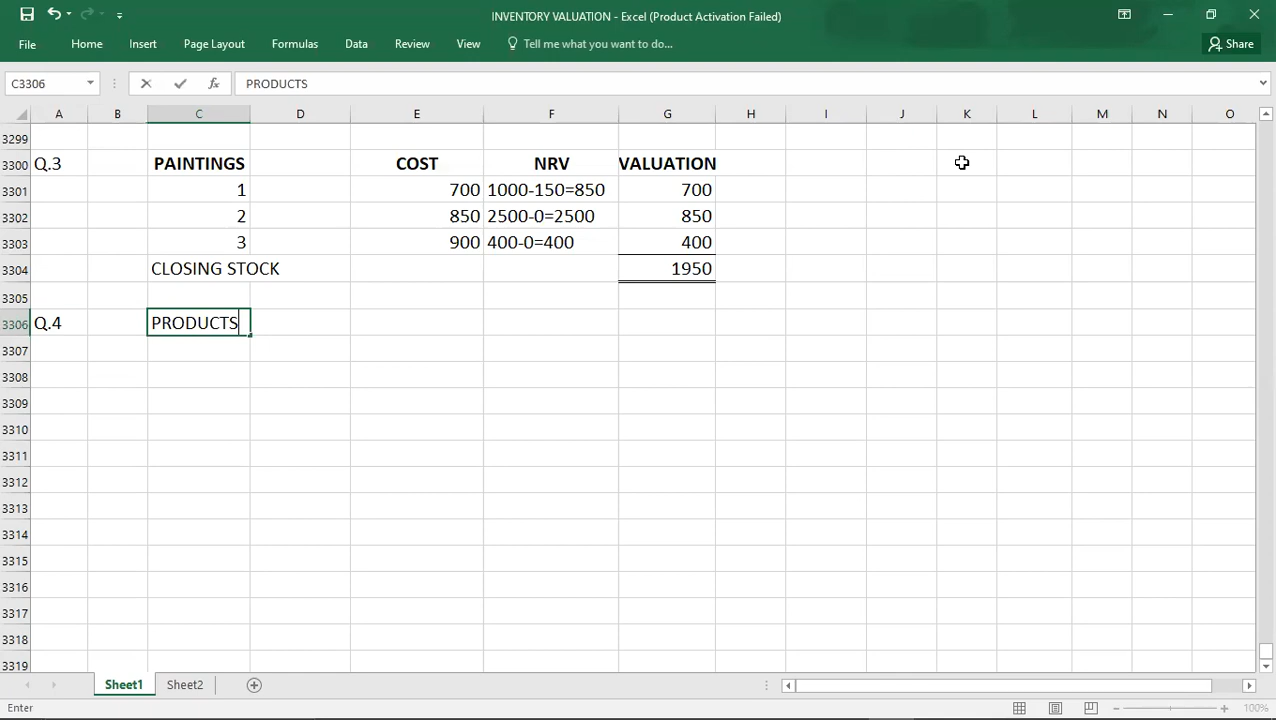 INVENTORY VALUATION - Excel (Product Activation Failed)
File Home Insert Page Layout Formulas Data Review View Tell me what you want to do... Share
C3306 fx PRODUCTS
A B C D E F G H I J K L M N O
3299
3300 Q.3 PAINTINGS COST NRV VALUATION
3301 1 700 1000-150=850 700
3302 2 850 2500-0=2500 850
3303 3 900 400-0=400 400
3304 CLOSING STOCK 1950
3305
3306 Q.4 PRODUCTS
3307
3308
3309
3310
3311
3312
3313
3314
3315
3316
3317
3318
3319
Sheet1 Sheet2
Enter 100%